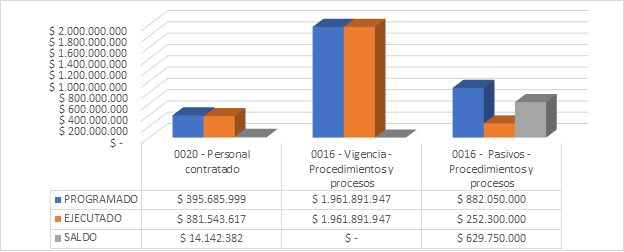 $ 2.000.000.000
$ 1.800.000.000
$ 1.600.000.000
$ 1.400.000.000
$ 1.200.000.000
$ 1.000.000.000
$ 800.000.000
$ 600.000.000
$ 400.000.000
$ 200.000.000
$ -
0020 - Personal contratado
0016 - Vigencia - Procedimientos y procesos
0016 - Pasivos - Procedimientos y procesos
PROGRAMADO $ 395.685.999 $ 1.961.891.947 $ 882.050.000
EJECUTADO $ 381.543.617 $ 1.961.891.947 $ 252.300.000
SALDO $ 14.142.382 $ - $ 629.750.000